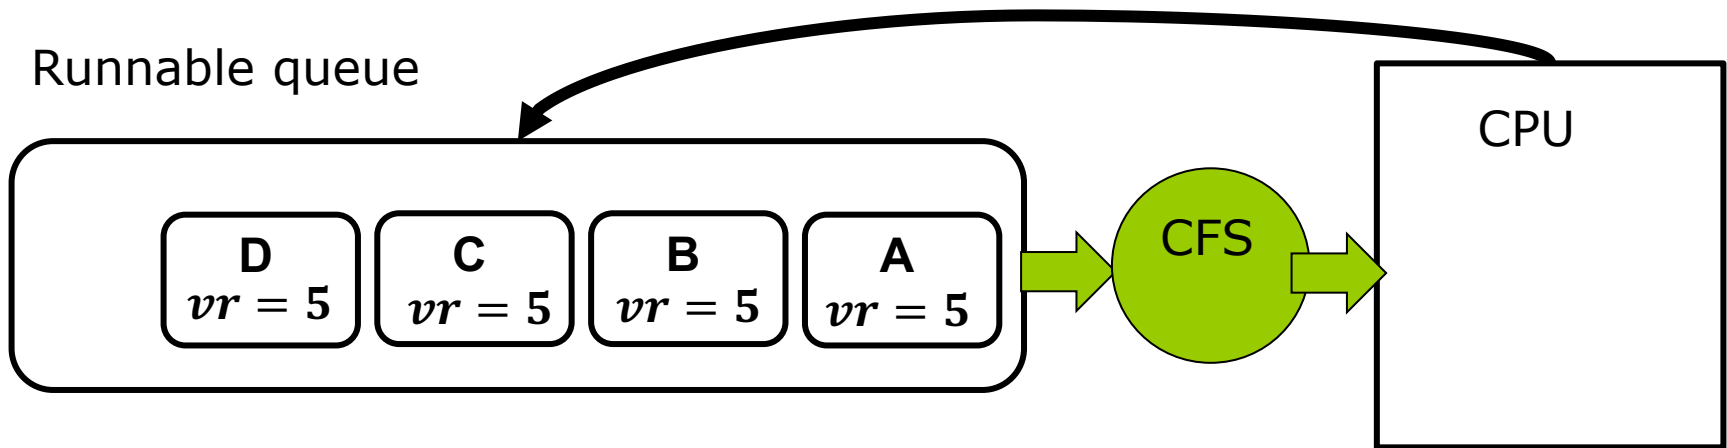 Runnable queue
CPU
D
vr = 5
C
vr = 5
B
vr = 5
A
vr = 5
CFS